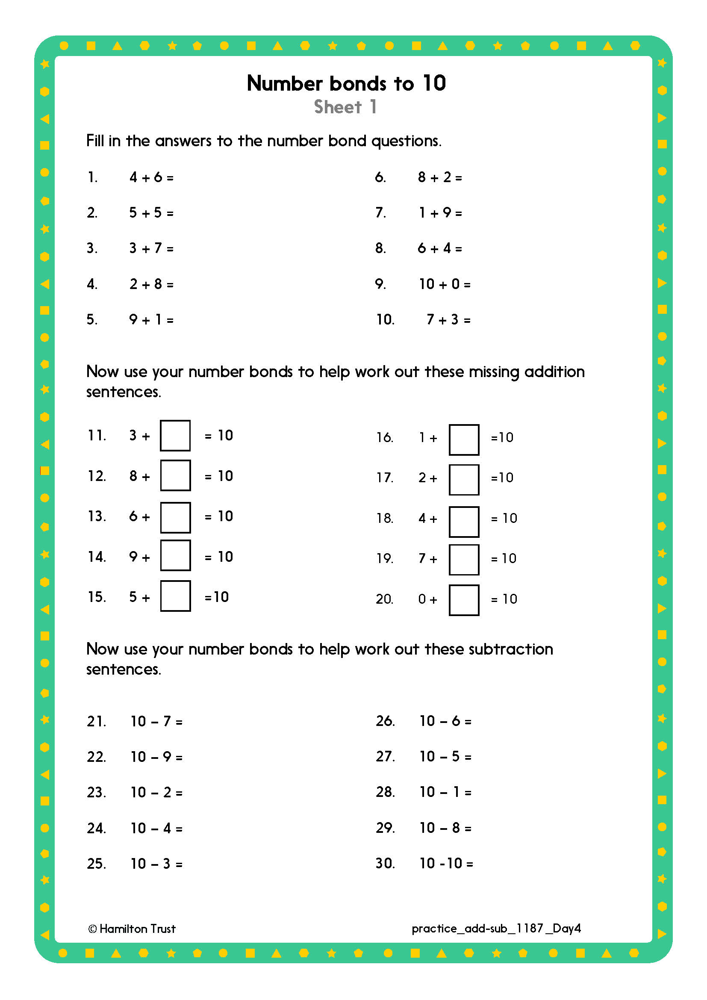 Number bonds to 10
Sheet 1
Fill in the answers to the number bond questions.
1. 4 + 6 =
2. 5 + 5 =
3. 3 + 7 =
4. 2 + 8 =
5. 9 + 1 =
6. 8 + 2 =
7. 1 + 9 =
8. 6 + 4 =
9. 10 + 0 =
10. 7 + 3 =
Now use your number bonds to help work out these missing addition
sentences.
11. 3 + = 10
12. 8 + = 10
13. 6 + = 10
14. 9 + = 10
15. 5 + =10
16. 1 + =10
17. 2 + =10
18. 4 + = 10
19. 7 + = 10
20. 0 + = 10
Now use your number bonds to help work out these subtraction
sentences.
21. 10 – 7 =
22. 10 – 9 =
23. 10 – 2 =
24. 10 – 4 =
25. 10 – 3 =
26. 10 – 6 =
27. 10 – 5 =
28. 10 – 1 =
29. 10 – 8 =
30. 10 -10 =
© Hamilton Trust
practice_add-sub_1187_Day4